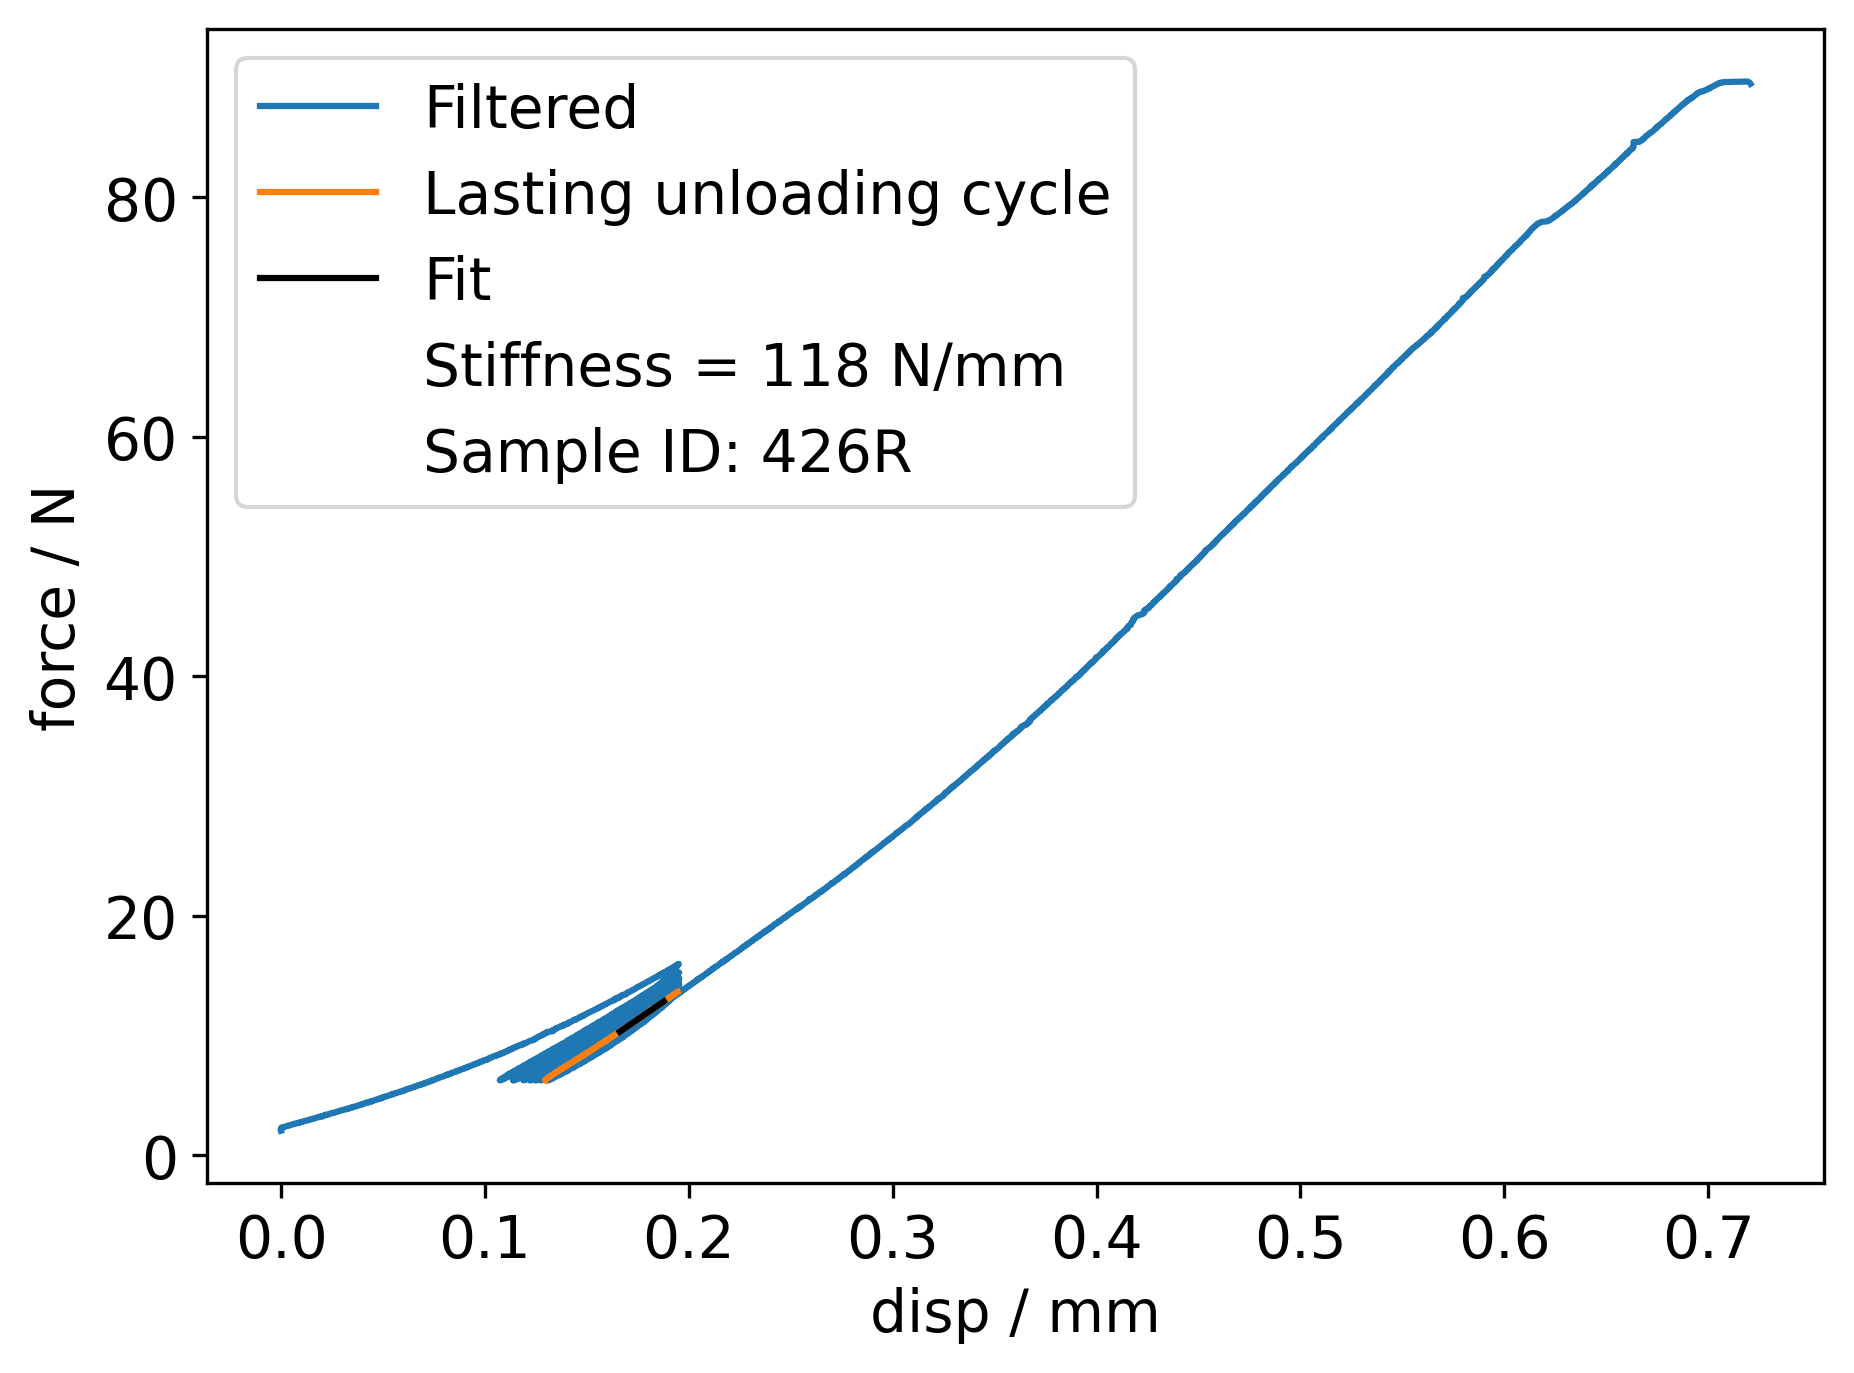 Filtered
Lasting unloading cycle
Fit
Stiffness = 118 N/mm
Sample ID: 426R
force / N
80
60
40
20
0
0.0 0.1 0.2 0.3 0.4 0.5 0.6 0.7
disp / mm